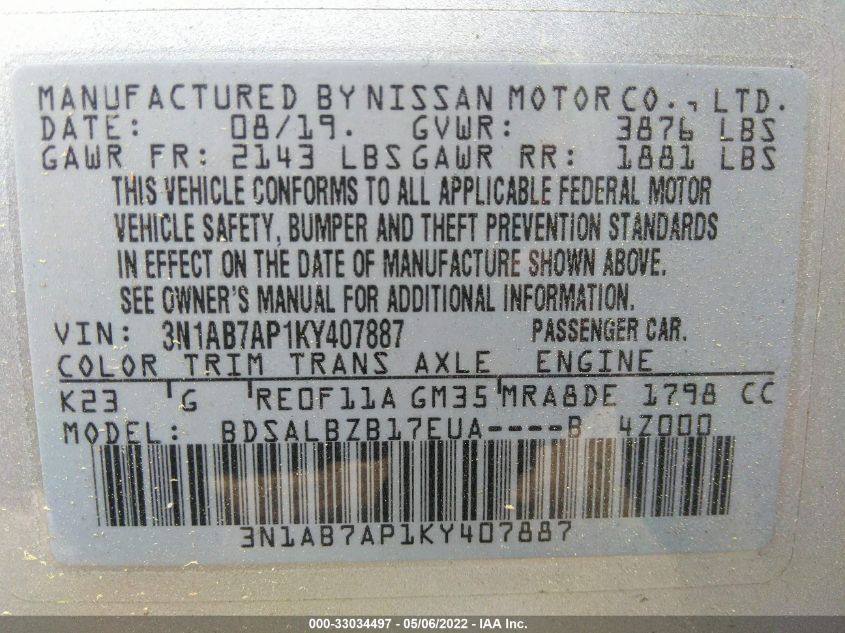 MANUFACTURED BY NISSAN MOTOR CO., LTD.
DATE: 08/19. GVWR: 3876 LBS
GAWR FR: 2143 LBS GAWR RR: 1881 LBS
THIS VEHICLE CONFORMS TO ALL APPLICABLE FEDERAL MOTOR
VEHICLE SAFETY, BUMPER AND THEFT PREVENTION STANDARDS
IN EFFECT ON THE DATE OF MANUFACTURE SHOWN ABOVE.
SEE OWNER'S MANUAL FOR ADDITIONAL INFORMATION.
VIN: 3N1AB7AP1KY407887 PASSENGER CAR.
COLOR TRIM TRANS AXLE ENGINE
K23 G RE0F11A GM35 MRA8DE 1798 CC
MODEL: BDSALBZB17EUA----B 4Z000
3N1AB7AP1KY407887
000-33034497 - 05/06/2022 - IAA Inc.